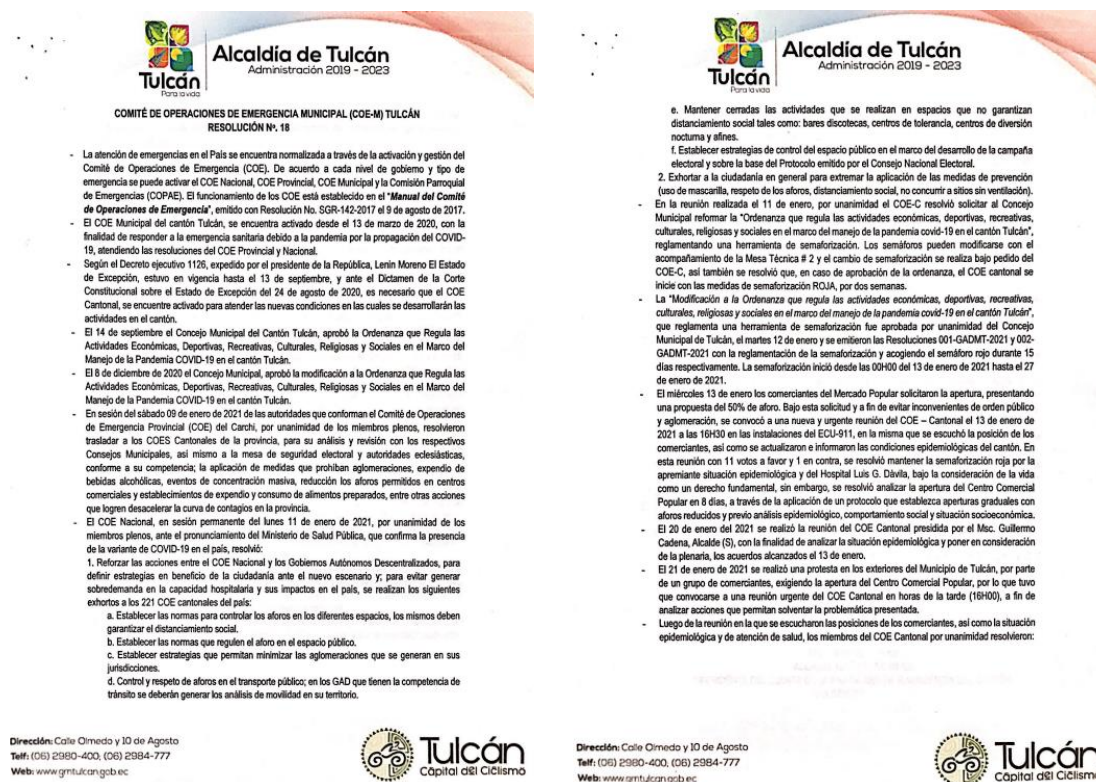 Tulcán
Para la vida
Alcaldía de Tulcán
Administración 2019 - 2023
COMITÉ DE OPERACIONES DE EMERGENCIA MUNICIPAL (COE-M) TULCÁN
RESOLUCIÓN Nº. 18
- La atención de emergencias en el País se encuentra normalizada a través de la activación y gestión del
Comité de Operaciones de Emergencia (COE). De acuerdo a cada nivel de gobierno y tipo de
emergencia se puede activar el COE Nacional, COE Provincial, COE Municipal y la Comisión Parroquial
de Emergencias (COPAE). El funcionamiento de los COE está establecido en el "Manual del Comité
de Operaciones de Emergencia", emitido con Resolución No. SGR-142-2017 el 9 de agosto de 2017.
- El COE Municipal del cantón Tulcán, se encuentra activado desde el 13 de marzo de 2020, con la
finalidad de responder a la emergencia sanitaria debido a la pandemia por la propagación del COVID-
19, atendiendo las resoluciones del COE Provincial y Nacional.
- Según el Decreto ejecutivo 1126, expedido por el presidente de la República, Lenin Moreno El Estado
de Excepción, estuvo en vigencia hasta el 13 de septiembre, y ante el Dictamen de la Corte
Constitucional sobre el Estado de Excepción del 24 de agosto de 2020, es necesario que el COE
Cantonal, se encuentre activado para atender las nuevas condiciones en las cuales se desarrollarán las
actividades en el cantón.
- El 14 de septiembre el Concejo Municipal del Cantón Tulcán, aprobó la Ordenanza que Regula las
Actividades Económicas, Deportivas, Recreativas, Culturales, Religiosas y Sociales en el Marco del
Manejo de la Pandemia COVID-19 en el cantón Tulcán.
- El 8 de diciembre de 2020 el Concejo Municipal, aprobó la modificación a la Ordenanza que Regula las
Actividades Económicas, Deportivas, Recreativas, Culturales, Religiosas y Sociales en el Marco del
Manejo de la Pandemia COVID-19 en el cantón Tulcán.
- En sesión del sábado 09 de enero de 2021 de las autoridades que conforman el Comité de Operaciones
de Emergencia Provincial (COE) del Carchi, por unanimidad de los miembros plenos, resolvieron
trasladar a los COES Cantonales de la provincia, para su análisis y revisión con los respectivos
Consejos Municipales, así mismo a la mesa de seguridad electoral y autoridades eclesiásticas,
conforme a su competencia; la aplicación de medidas que prohiban aglomeraciones, expendio de
bebidas alcohólicas, eventos de concentración masiva, reducción los aforos permitidos en centros
comerciales y establecimientos de expendio y consumo de alimentos preparados, entre otras acciones
que logren desacelerar la curva de contagios en la provincia.
- El COE Nacional, en sesión permanente del lunes 11 de enero de 2021, por unanimidad de los
miembros plenos, ante el pronunciamiento del Ministerio de Salud Pública, que confirma la presencia
de la variante de COVID-19 en el país, resolvió:
1. Reforzar las acciones entre el COE Nacional y los Gobiernos Autónomos Descentralizados, para
definir estrategias en beneficio de la ciudadanía ante el nuevo escenario y; para evitar generar
sobredemanda en la capacidad hospitalaria y sus impactos en el país, se realizan los siguientes
exhortos a los 221 COE cantonales del país:
a. Establecer las normas para controlar los aforos en los diferentes espacios, los mismos deben
garantizar el distanciamiento social.
b. Establecer las normas que regulen el aforo en el espacio público.
c. Establecer estrategias que permitan minimizar las aglomeraciones que se generan en sus
jurisdicciones.
d. Control y respeto de aforos en el transporte público; en los GAD que tienen la competencia de
tránsito se deberán generar los análisis de movilidad en su territorio.
Dirección: Calle Olmedo y 10 de Agosto
Telf: (06) 2980-400, (06) 2984-777
Web: www.gmtulcan.gob.ec
Tulcán
Cápital del Ciclismo
Tulcán
Para la vida
Alcaldía de Tulcán
Administración 2019 - 2023
e. Mantener cerradas las actividades que se realizan en espacios que no garantizan
distanciamiento social tales como: bares discotecas, centros de tolerancia, centros de diversión
nocturna y afines.
f. Establecer estrategias de control del espacio público en el marco del desarrollo de la campaña
electoral y sobre la base del Protocolo emitido por el Consejo Nacional Electoral.
2. Exhortar a la ciudadanía en general para extremar la aplicación de las medidas de prevención
(uso de mascarilla, respeto de los aforos, distanciamiento social, no concurrir a sitios sin ventilación).
- En la reunión realizada el 11 de enero, por unanimidad el COE-C resolvió solicitar al Concejo
Municipal reformar la "Ordenanza que regula las actividades económicas, deportivas, recreativas,
culturales, religiosas y sociales en el marco del manejo de la pandemia covid-19 en el cantón Tulcán",
reglamentando una herramienta de semaforización. Los semáforos pueden modificarse con el
acompañamiento de la Mesa Técnica # 2 y el cambio de semaforización se realiza bajo pedido del
COE-C, así también se resolvió que, en caso de aprobación de la ordenanza, el COE cantonal se
inicie con las medidas de semaforización ROJA, por dos semanas.
- La "Modificación a la Ordenanza que regula las actividades económicas, deportivas, recreativas,
culturales, religiosas y sociales en el marco del manejo de la pandemia covid-19 en el cantón Tulcán",
que reglamenta una herramienta de semaforización fue aprobada por unanimidad del Concejo
Municipal de Tulcán, el martes 12 de enero y se emitieron las Resoluciones 001-GADMT-2021 y 002-
GADMT-2021 con la reglamentación de la semaforización y acogiendo el semáforo rojo durante 15
días respectivamente. La semaforización inició desde las 00H00 del 13 de enero de 2021 hasta el 27
de enero de 2021.
- El miércoles 13 de enero los comerciantes del Mercado Popular solicitaron la apertura, presentando
una propuesta del 50% de aforo. Bajo esta solicitud y a fin de evitar inconvenientes de orden público
y aglomeración, se convocó a una nueva y urgente reunión del COE – Cantonal el 13 de enero de
2021 a las 16H30 en las instalaciones del ECU-911, en la misma que se escuchó la posición de los
comerciantes, así como se actualizaron e informaron las condiciones epidemiológicas del cantón. En
esta reunión con 11 votos a favor y 1 en contra, se resolvió mantener la semaforización roja por la
apremiante situación epidemiológica y del Hospital Luis G. Dávila, bajo la consideración de la vida
como un derecho fundamental, sin embargo, se resolvió analizar la apertura del Centro Comercial
Popular en 8 días, a través de la aplicación de un protocolo que establezca aperturas graduales con
aforos reducidos y previo análisis epidemiológico, comportamiento social y situación socioeconómica.
- El 20 de enero del 2021 se realizó la reunión del COE Cantonal presidida por el Msc. Guillermo
Cadena, Alcalde (S), con la finalidad de analizar la situación epidemiológica y poner en consideración
de la plenaria, los acuerdos alcanzados el 13 de enero.
- El 21 de enero de 2021 se realizó una protesta en los exteriores del Municipio de Tulcán, por parte
de un grupo de comerciantes, exigiendo la apertura del Centro Comercial Popular, por lo que tuvo
que convocarse a una reunión urgente del COE Cantonal en horas de la tarde (16H00), a fin de
analizar acciones que permitan solventar la problemática presentada.
- Luego de la reunión en la que se escucharon las posiciones de los comerciantes, así como la situación
epidemiológica y de atención de salud, los miembros del COE Cantonal por unanimidad resolvieron:
Dirección: Calle Olmedo y 10 de Agosto
Telf: (06) 2980-400, (06) 2984-777
Web: www.gmtulcan.gob.ec
Tulcán
Cápital del Ciclismo